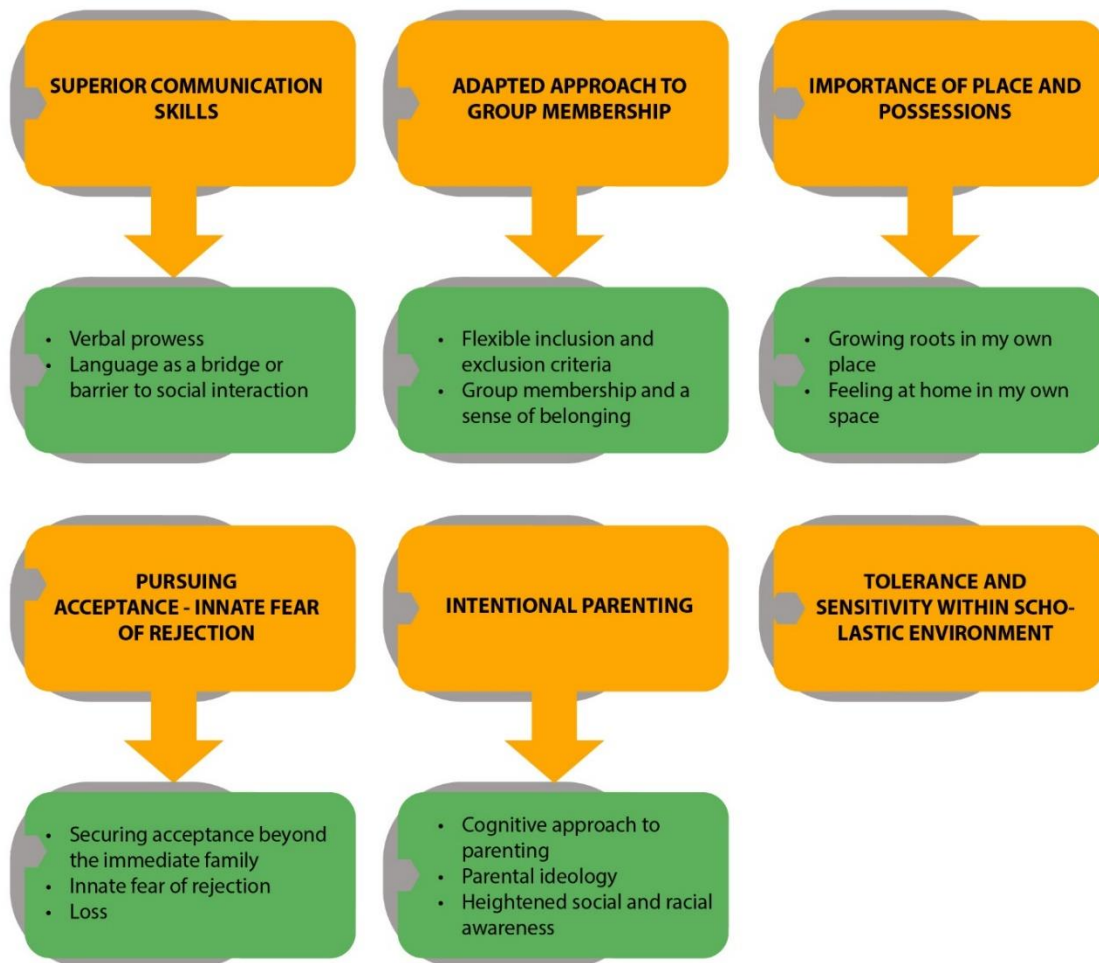 SUPERIOR COMMUNICATION
SKILLS
ADAPTED APPROACH TO
GROUP MEMBERSHIP
IMPORTANCE OF PLACE AND
POSSESSIONS
• Verbal prowess
• Language as a bridge or
barrier to social interaction
• Flexible inclusion and
exclusion criteria
• Group membership and a
sense of belonging
• Growing roots in my own
place
• Feeling at home in my own
space
PURSUING
ACCEPTANCE - INNATE FEAR
OF REJECTION
INTENTIONAL PARENTING
TOLERANCE AND
SENSITIVITY WITHIN SCHO-
LASTIC ENVIRONMENT
• Securing acceptance beyond
the immediate family
• Innate fear of rejection
• Loss
• Cognitive approach to
parenting
• Parental ideology
• Heightened social and racial
awareness